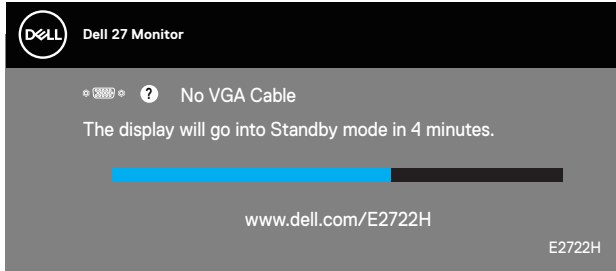 DELL
Dell 27 Monitor
? No VGA Cable
The display will go into Standby mode in 4 minutes.
www.dell.com/E2722H
E2722H